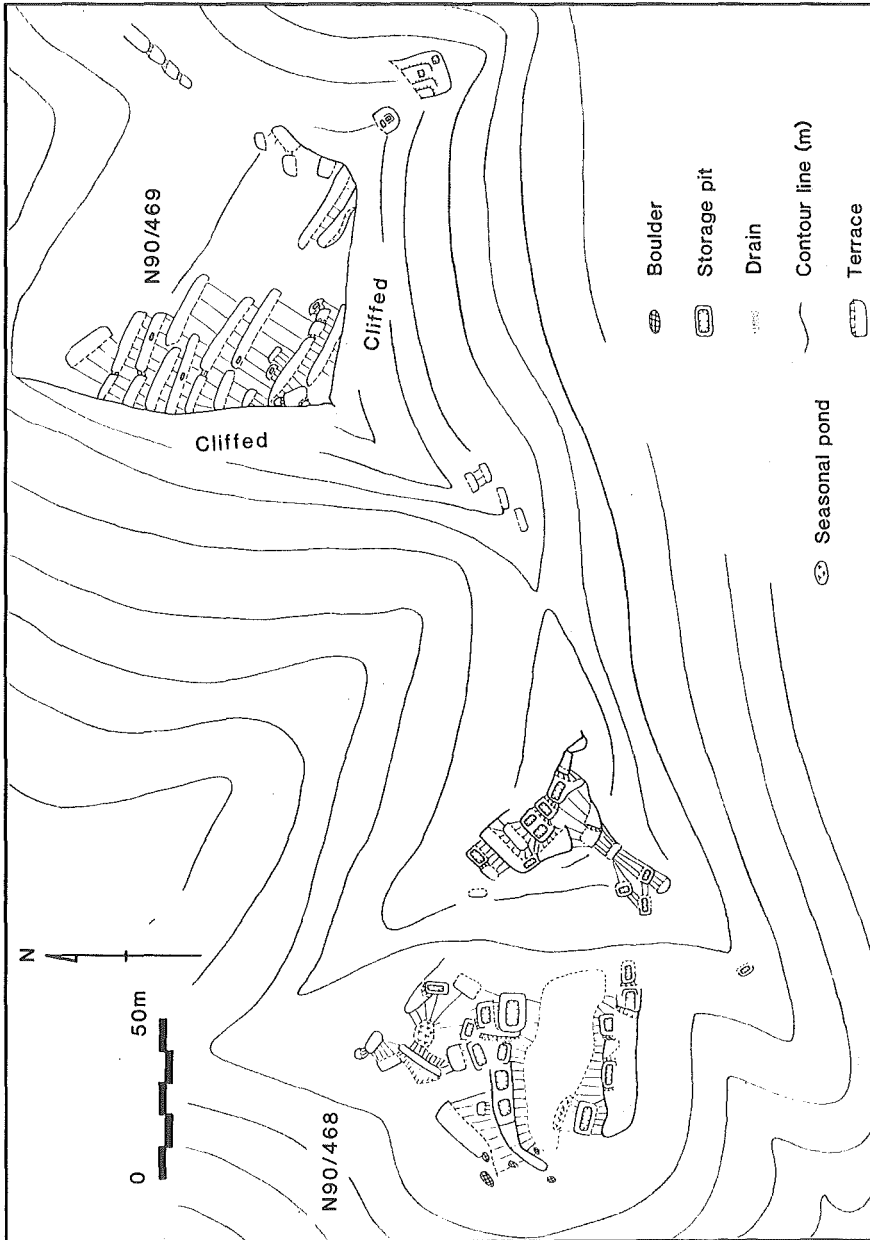 N90/469
Cliffed
Cliffed
N
0 50m
N90/468
Boulder
Storage pit
Drain
Contour line (m)
Terrace
Seasonal pond